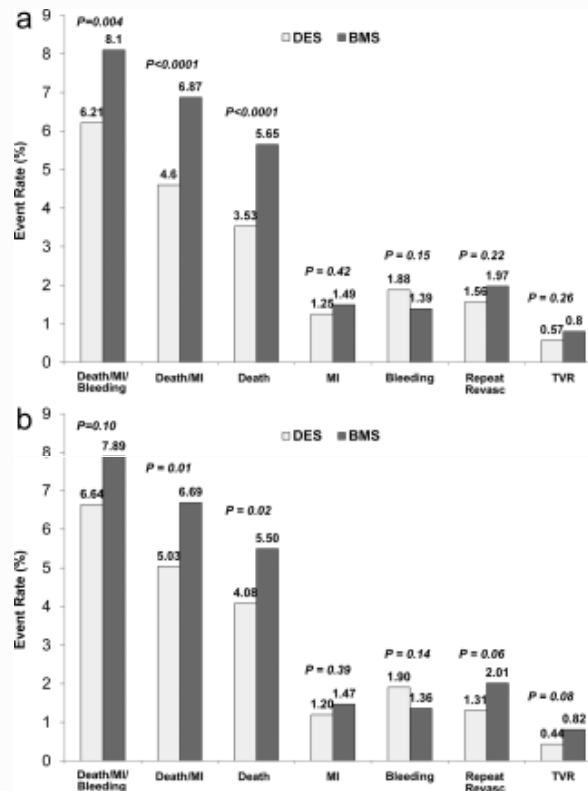 a
9
8
7
6
5
4
3
2
1
0
Event Rate (%)
DES BMS
P=0.004
8.1
6.21
P<0.0001
6.87
4.6
P<0.0001
5.65
3.53
P = 0.42
1.25 1.49
P = 0.15
1.88
1.39
P = 0.22
1.56
1.97
P = 0.26
0.57 0.8
Death/MI/
Bleeding
Death/MI
Death
MI
Bleeding
Repeat
Revasc
TVR
b
9
8
7
6
5
4
3
2
1
0
Event Rate (%)
DES BMS
P=0.10
7.89
6.64
P = 0.01
6.69
5.03
P = 0.02
5.50
4.08
P = 0.39
1.20
1.47
P = 0.14
1.90
1.36
P = 0.06
1.31
2.01
P = 0.08
0.44
0.82
Death/MI/
Bleeding
Death/MI
Death
MI
Bleeding
Repeat
Revasc
TVR